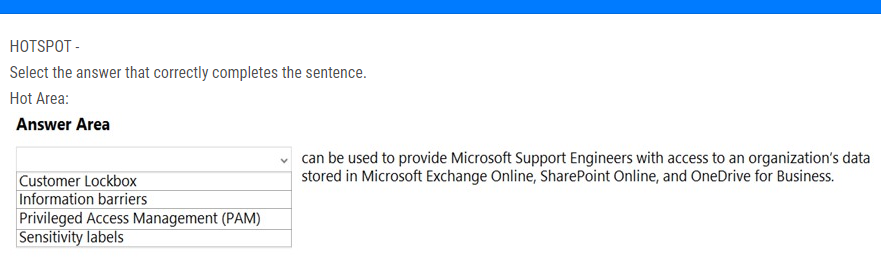 HOTSPOT -
Select the answer that correctly completes the sentence.
Hot Area:
Answer Area
can be used to provide Microsoft Support Engineers with access to an organization's data
stored in Microsoft Exchange Online, SharePoint Online, and OneDrive for Business.
Customer Lockbox
Information barriers
Privileged Access Management (PAM)
Sensitivity labels